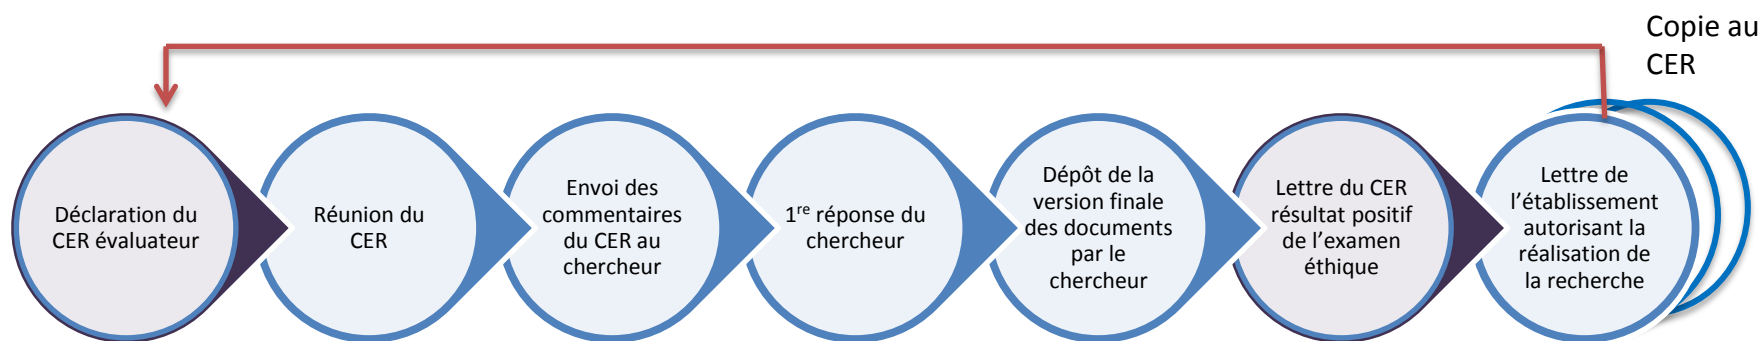 Copie au
CER
Déclaration du
CER évaluateur
Réunion du
CER
Envoi des
commentaires
du CER au
chercheur
1re réponse du
chercheur
Dépôt de la
version finale
des documents
par le
chercheur
Lettre du CER
résultat positif
de l’examen
éthique
Lettre de
l’établissement
autorisant la
réalisation de
la recherche